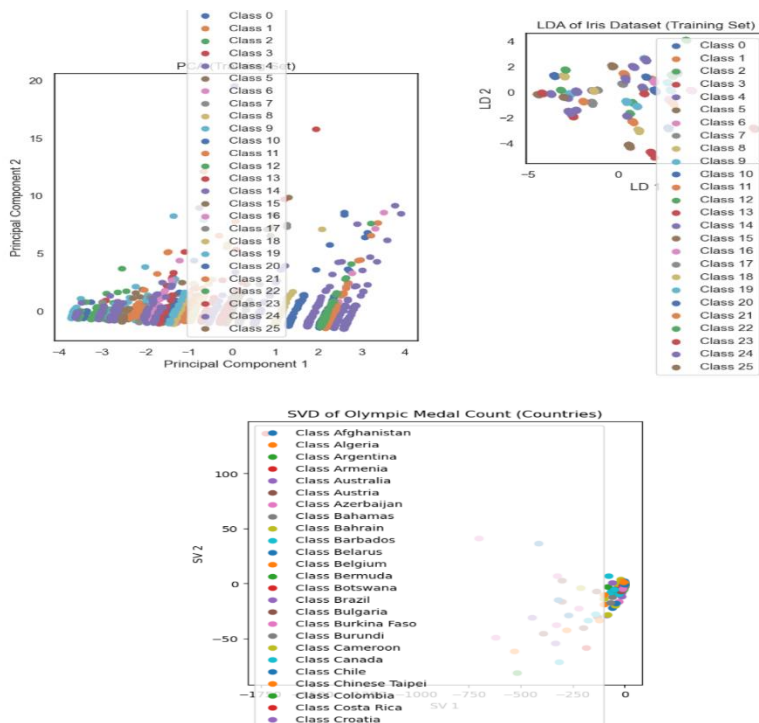 PCA (Tr
Set)
20
15
10
5
0
Principal Component 2
−4 −3 −2 −1 0 1 2 3 4
Principal Component 1
Class 0
Class 1
Class 2
Class 3
Class 4
Class 5
Class 6
Class 7
Class 8
Class 9
Class 10
Class 11
Class 12
Class 13
Class 14
Class 15
Class 16
Class 17
Class 18
Class 19
Class 20
Class 21
Class 22
Class 23
Class 24
Class 25
LDA of Iris Dataset (Training Set)
4
2
0
−2
−4
LD 2
−5
LD 1
Class 0
Class 1
Class 2
Class 3
Class 4
Class 5
Class 6
Class 7
Class 8
Class 9
Class 10
Class 11
Class 12
Class 13
Class 14
Class 15
Class 16
Class 17
Class 18
Class 19
Class 20
Class 21
Class 22
Class 23
Class 24
Class 25
SVD of Olympic Medal Count (Countries)
100
50
0
−50
SV 2
Class Afghanistan
Class Algeria
Class Argentina
Class Armenia
Class Australia
Class Austria
Class Azerbaijan
Class Bahamas
Class Bahrain
Class Barbados
Class Belarus
Class Belgium
Class Bermuda
Class Botswana
Class Brazil
Class Bulgaria
Class Burkina Faso
Class Burundi
Class Cameroon
Class Canada
Class Chile
Class Chinese Taipei
Class Colombia
Class Costa Rica
Class Croatia
−1000 −750 −500 −250 0
SV 1